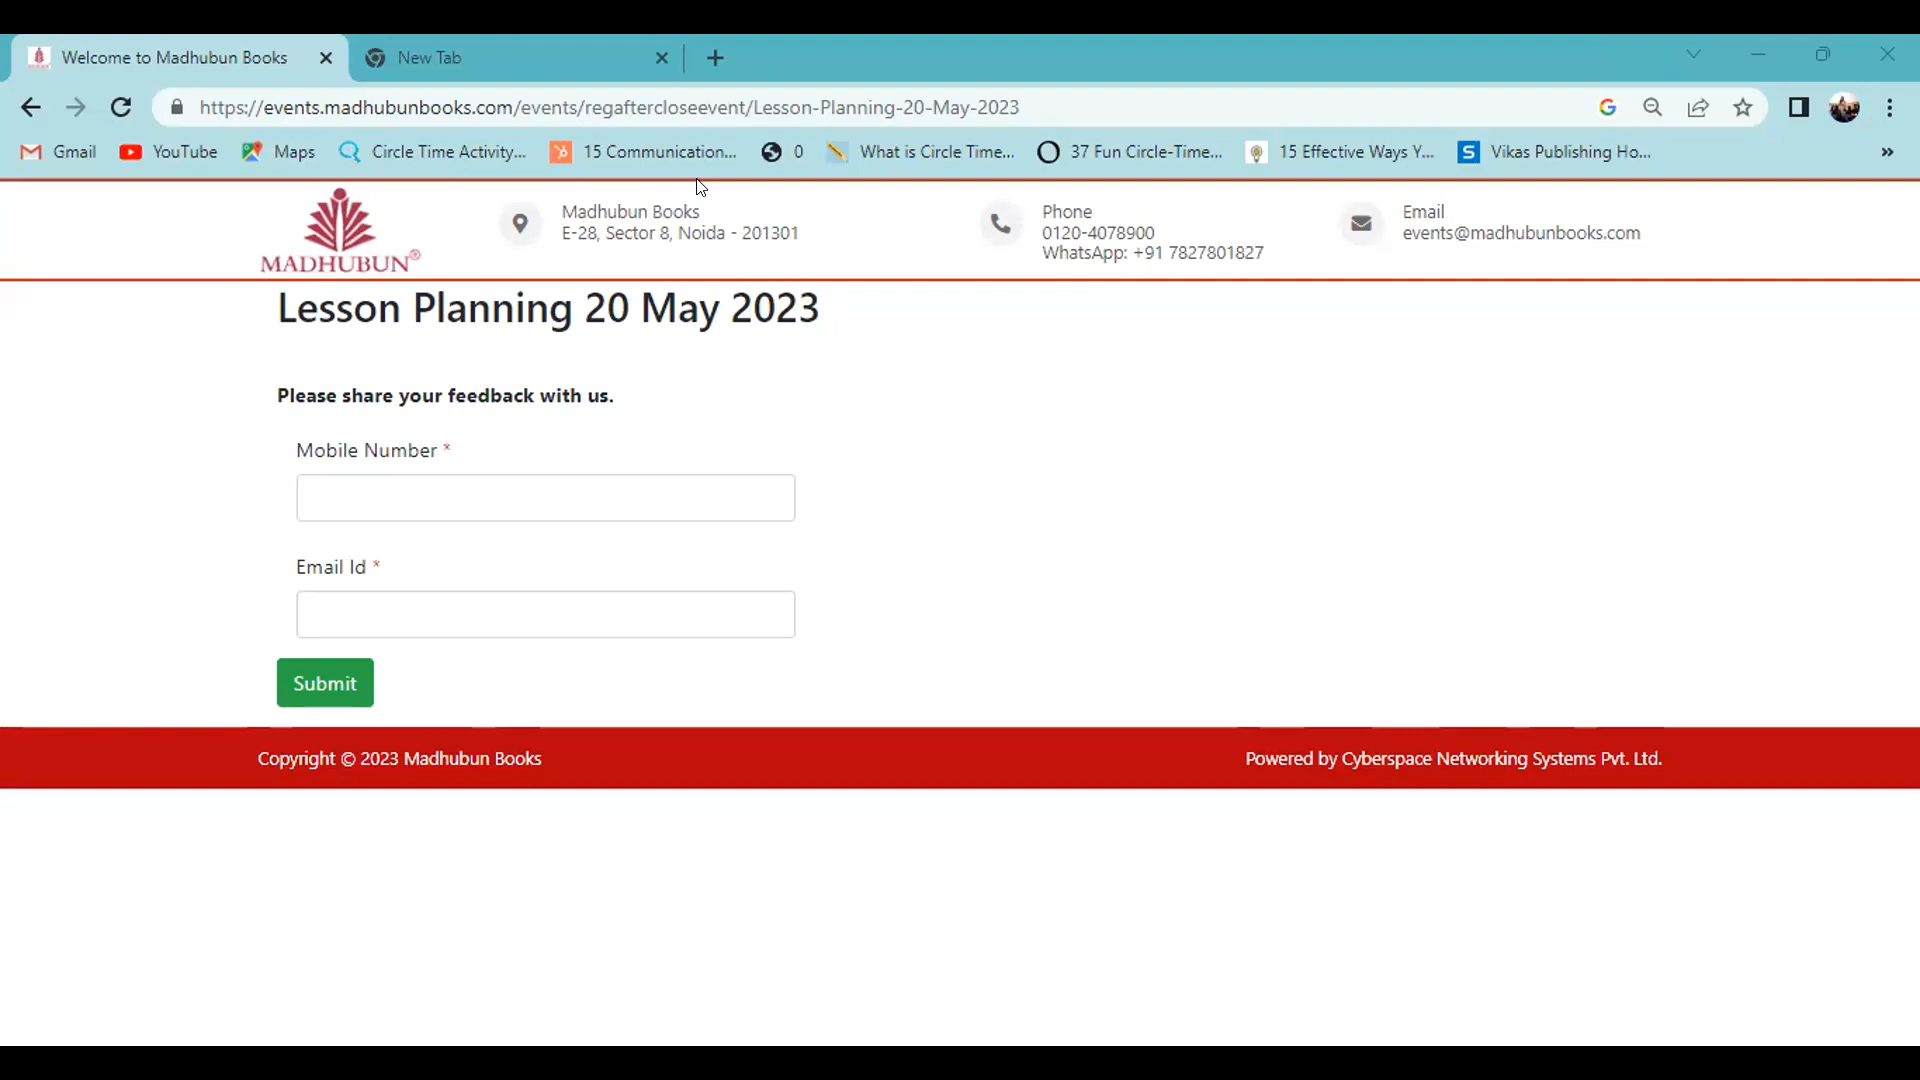 Welcome to Madhubun Books
New Tab
https://events.madhubunbooks.com/events/regaftercloseevent/Lesson-Planning-20-May-2023
Gmail
YouTube
Maps
Circle Time Activity...
15 Communication...
0
What is Circle Time...
37 Fun Circle-Time...
15 Effective Ways Y...
Vikas Publishing Ho...
MADHUBUN®
Madhubun Books
E-28, Sector 8, Noida - 201301
Phone
0120-4078900
WhatsApp: +91 7827801827
Email
events@madhubunbooks.com
Lesson Planning 20 May 2023
Please share your feedback with us.
Mobile Number *
Email Id *
Submit
Copyright © 2023 Madhubun Books
Powered by Cyberspace Networking Systems Pvt. Ltd.